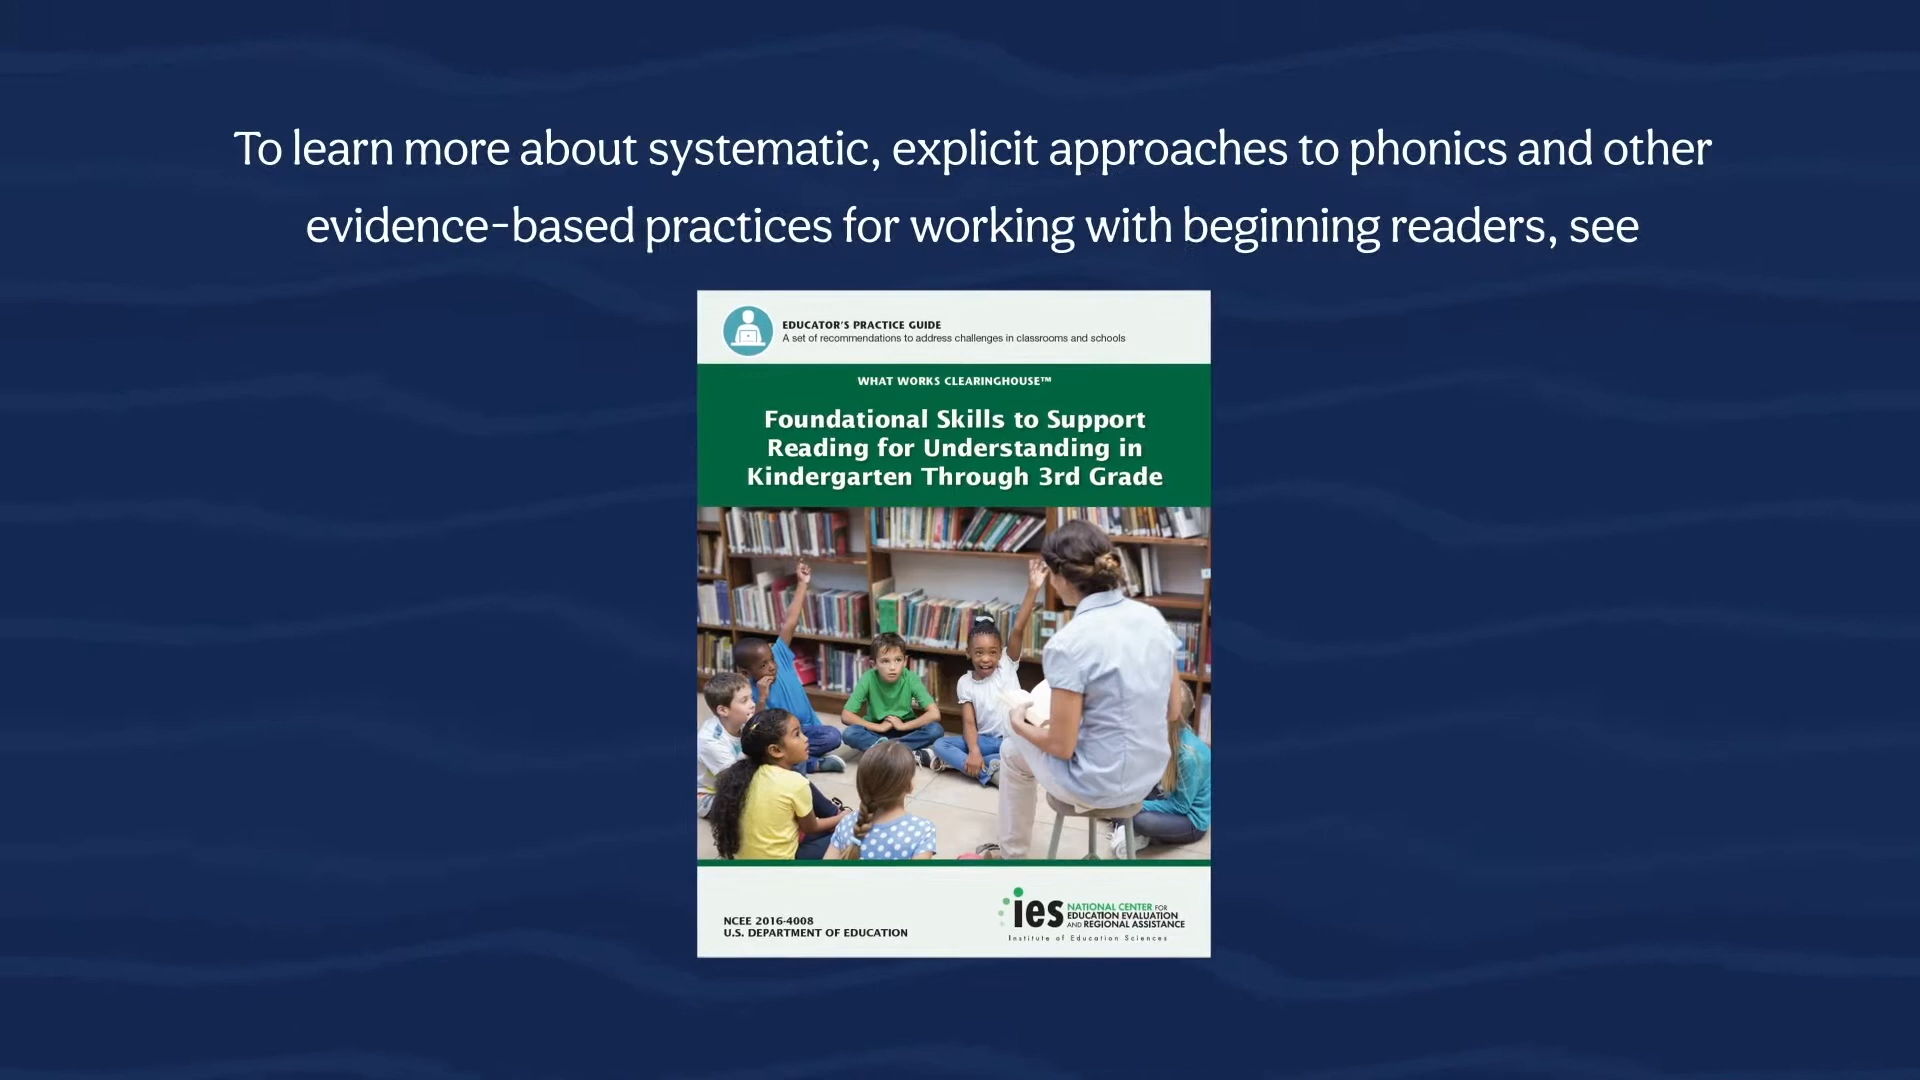 To learn more about systematic, explicit approaches to phonics and other
evidence-based practices for working with beginning readers, see
EDUCATOR'S PRACTICE GUIDE
A set of recommendations to address challenges in classrooms and schools
WHAT WORKS CLEARINGHOUSE™
Foundational Skills to Support
Reading for Understanding in
Kindergarten Through 3rd Grade
NCEE 2016-4008
U.S. DEPARTMENT OF EDUCATION
ies
NATIONAL CENTER FOR
EDUCATION EVALUATION
AND REGIONAL ASSISTANCE
Institute of Education Sciences